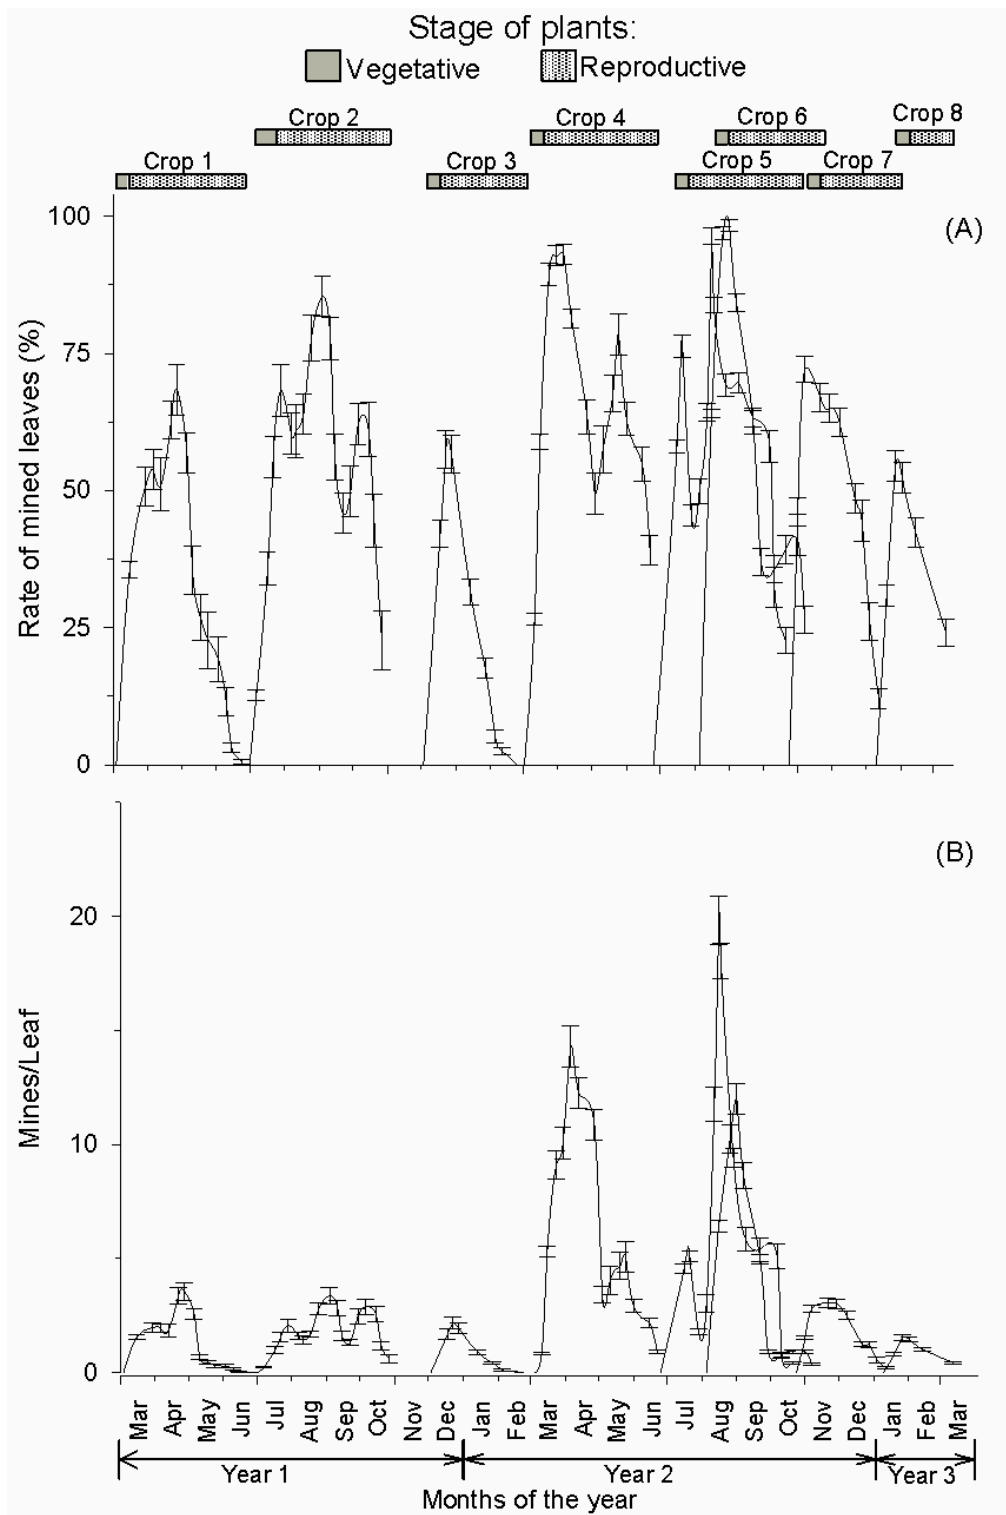 Stage of plants:
Vegetative Reproductive
Crop 2 Crop 4 Crop 6 Crop 8
Crop 1 Crop 3 Crop 5 Crop 7
(A)
Rate of mined leaves (%)
100
75
50
25
0
(B)
Mines/Leaf
20
10
0
Mar Apr May Jun Jul Aug Sep Oct Nov Dec Jan Feb Mar Apr May Jun Jul Aug Sep Oct Nov Dec Jan Feb Mar
Year 1 Year 2 Year 3
Months of the year